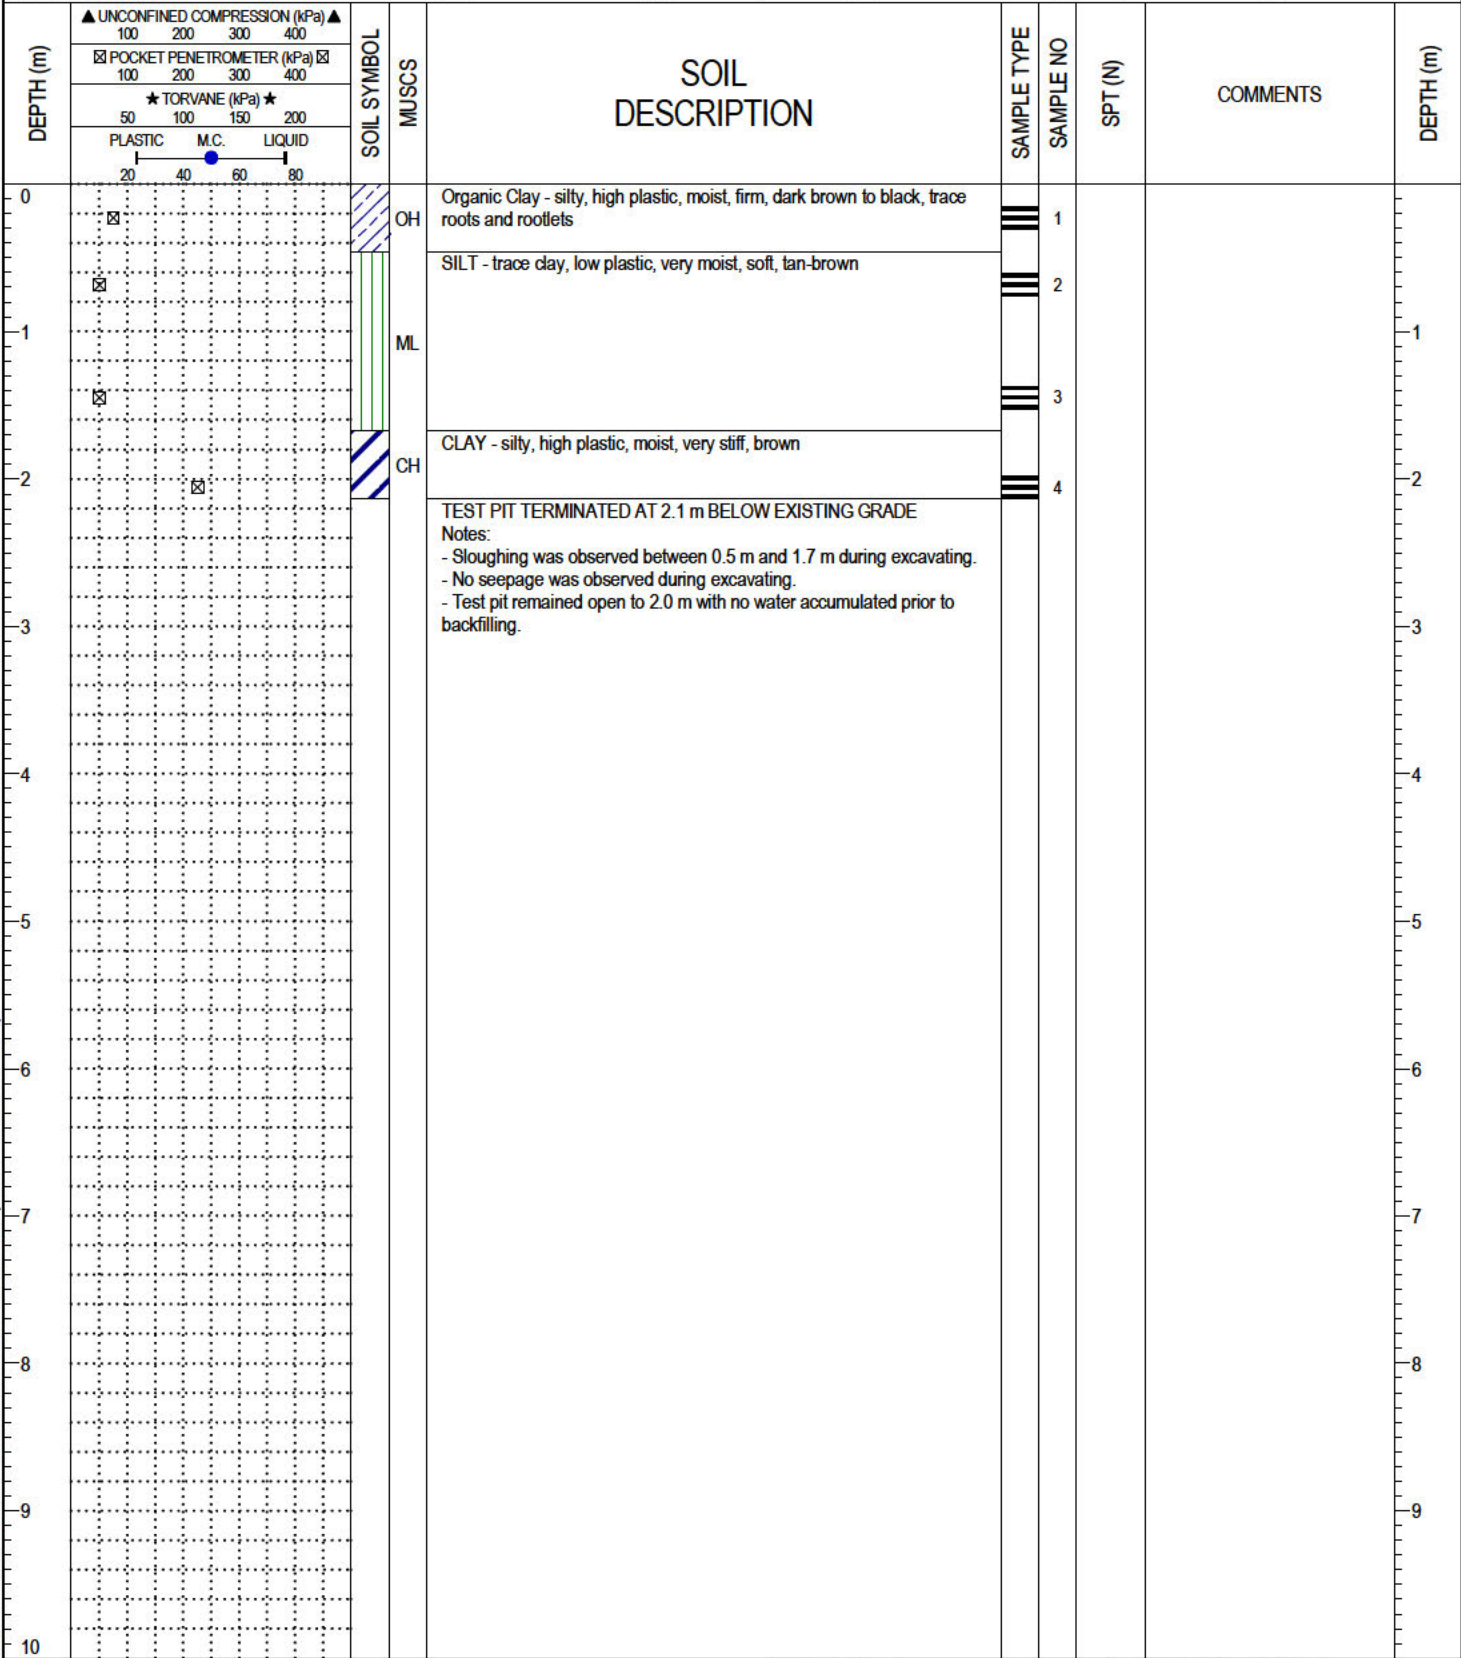 DEPTH (m)
▲ UNCONFINED COMPRESSION (kPa) ▲
100 200 300 400
☒ POCKET PENETROMETER (kPa) ☒
100 200 300 400
★ TORVANE (kPa) ★
50 100 150 200
PLASTIC M.C. LIQUID
20 40 60 80
SOIL SYMBOL
MUSCS
SOIL
DESCRIPTION
SAMPLE TYPE
SAMPLE NO
SPT (N)
COMMENTS
DEPTH (m)
0
OH
Organic Clay - silty, high plastic, moist, firm, dark brown to black, trace
roots and rootlets
1
SILT - trace clay, low plastic, very moist, soft, tan-brown
2
1
ML
1
3
CLAY - silty, high plastic, moist, very stiff, brown
CH
2
4
2
TEST PIT TERMINATED AT 2.1 m BELOW EXISTING GRADE
Notes:
- Sloughing was observed between 0.5 m and 1.7 m during excavating.
- No seepage was observed during excavating.
- Test pit remained open to 2.0 m with no water accumulated prior to
backfilling.
3
3
4
4
5
5
6
6
7
7
8
8
9
9
10